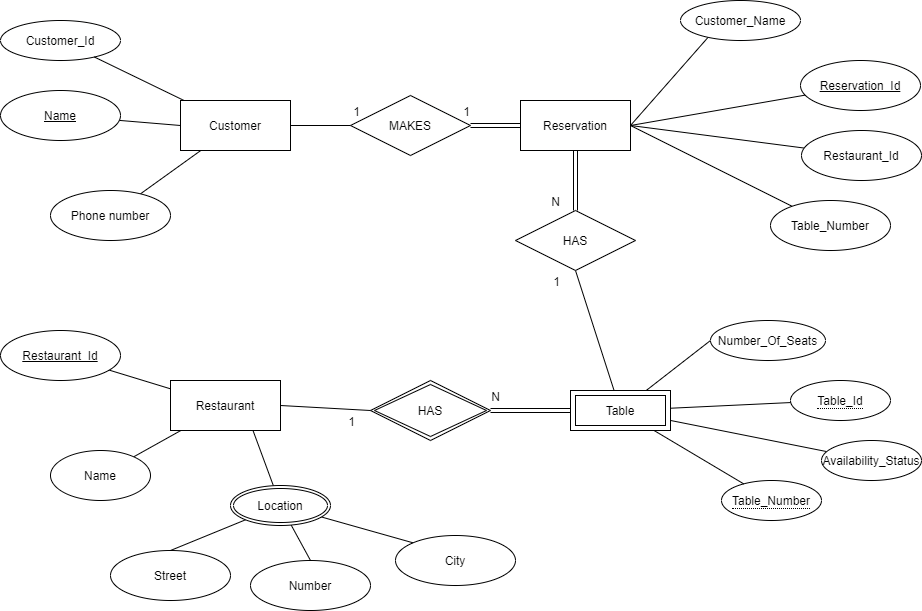 Customer_Name
Customer_Id
Reservation_Id
Name
1
1
Customer
MAKES
Reservation
Restaurant_Id
N
Phone number
Table_Number
HAS
1
Number_Of_Seats
Restaurant_Id
N
Table_Id
Restaurant
HAS
Table
1
Availability_Status
Name
Table_Number
Location
City
Street
Number